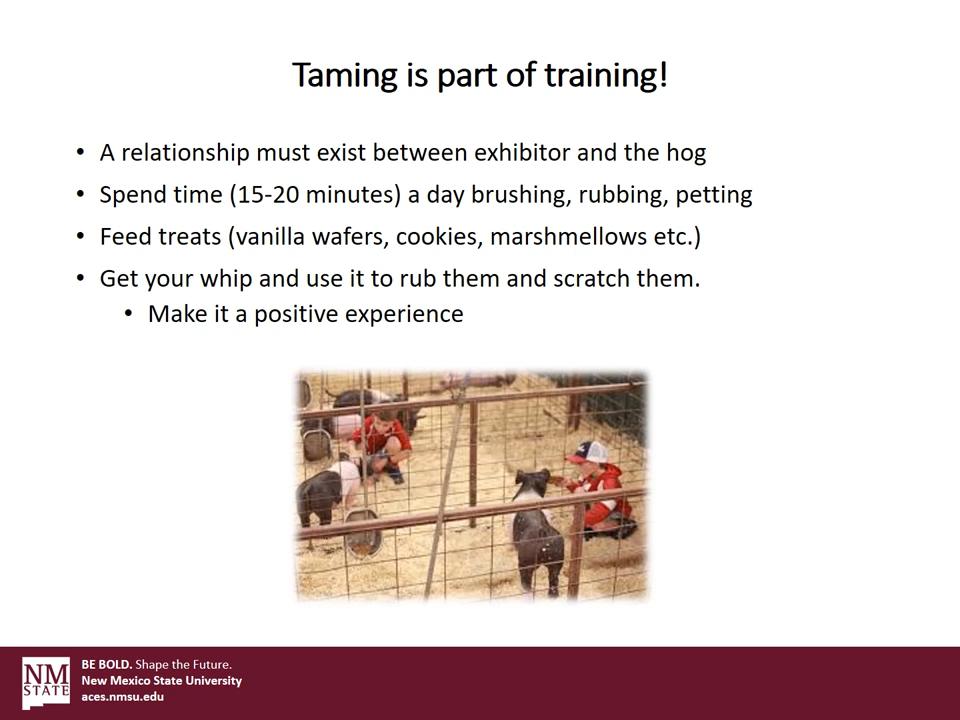 Taming is part of training!
• A relationship must exist between exhibitor and the hog
• Spend time (15-20 minutes) a day brushing, rubbing, petting
• Feed treats (vanilla wafers, cookies, marshmellows etc.)
• Get your whip and use it to rub them and scratch them.
• Make it a positive experience
NM
STATE
BE BOLD. Shape the Future.
New Mexico State University
aces.nmsu.edu